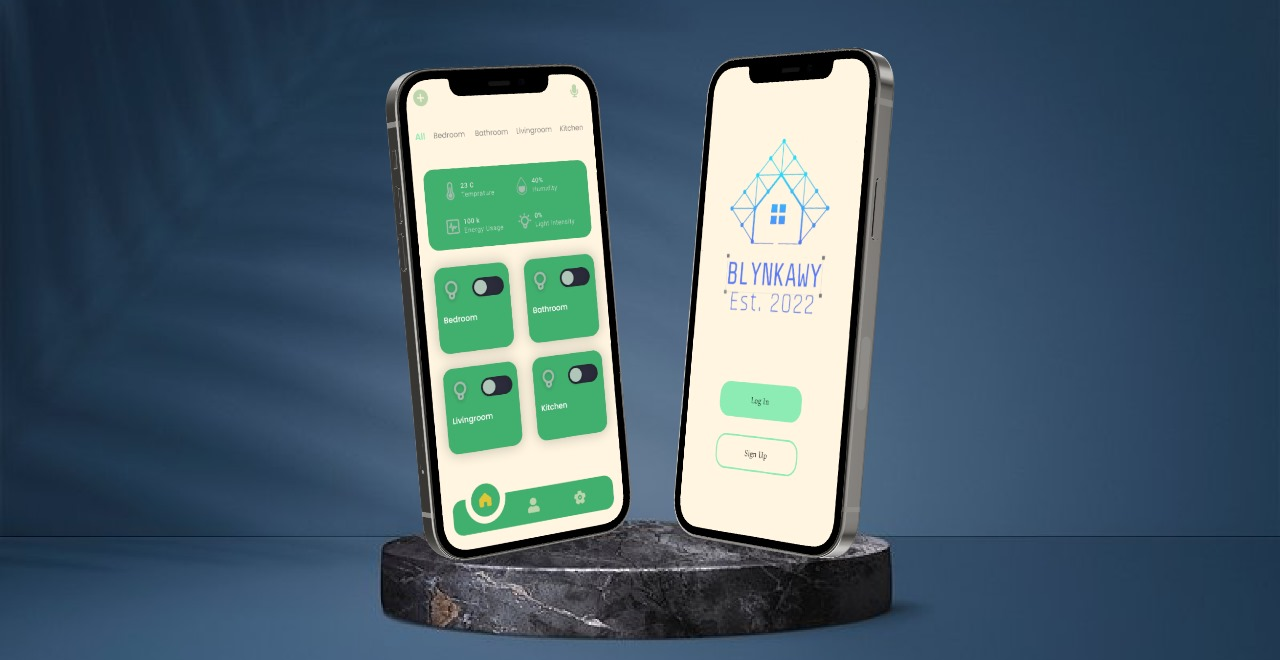 All Bedroom Bathroom Livingroom Kitchen
23 C
Temprature
40%
Humidity
100 k
Energy Usage
0%
Light Intensity
Bedroom
Bathroom
Livingroom
Kitchen
BLYNKAWY
Est. 2022
Log In
Sign Up